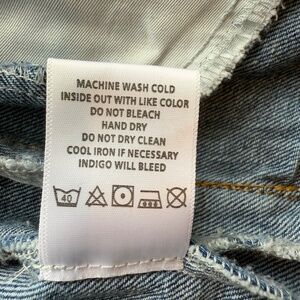 MACHINE WASH COLD
INSIDE OUT WITH LIKE COLOR
DO NOT BLEACH
HAND DRY
DO NOT DRY CLEAN
COOL IRON IF NECESSARY
INDIGO WILL BLEED
40